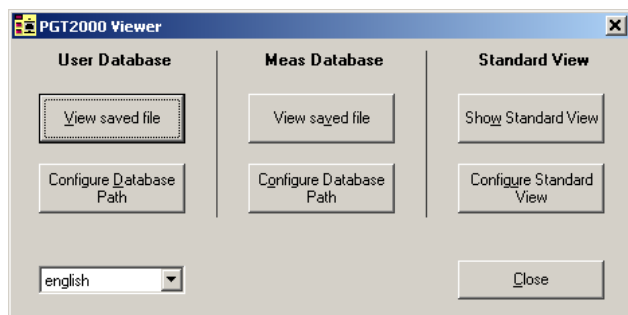 PGT2000 Viewer
User Database
Meas Database
Standard View
View saved file
View saved file
Show Standard View
Configure Database
Path
Configure Database
Path
Configure Standard
View
english
Close